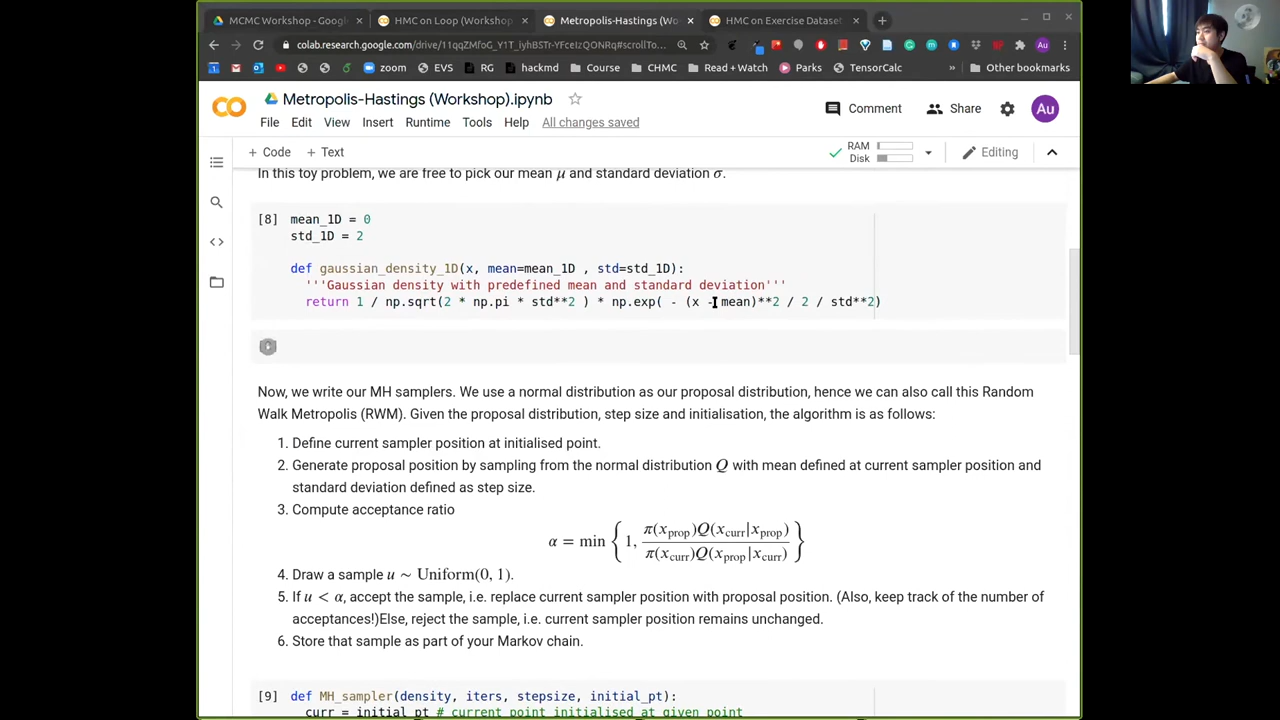 MCMC Workshop - Google
HMC on Loop (Workshop
Metropolis-Hastings (Wo
HMC on Exercise Dataset
zoom EVS RG hackmd Course CHMC Read + Watch Parks TensorCalc » Other bookmarks
Metropolis-Hastings (Workshop).ipynb
Comment Share Au
File Edit View Insert Runtime Tools Help All changes saved
+ Code + Text
RAM
Disk
Editing
In this toy problem, we are free to pick our mean μ and standard deviation σ.
[8] mean_1D = 0
std_1D = 2
def gaussian_density_1D(x, mean=mean_1D , std=std_1D):
'''Gaussian density with predefined mean and standard deviation'''
return 1 / np.sqrt(2 * np.pi * std**2 ) * np.exp( - (x - mean)**2 / 2 / std**2)
Now, we write our MH samplers. We use a normal distribution as our proposal distribution, hence we can also call this Random
Walk Metropolis (RWM). Given the proposal distribution, step size and initialisation, the algorithm is as follows:
1. Define current sampler position at initialised point.
2. Generate proposal position by sampling from the normal distribution Q with mean defined at current sampler position and
standard deviation defined as step size.
3. Compute acceptance ratio
α = min { 1, π(x_prop)Q(x_curr|x_prop) / π(x_curr)Q(x_prop|x_curr) }
4. Draw a sample u ~ Uniform(0, 1).
5. If u < α, accept the sample, i.e. replace current sampler position with proposal position. (Also, keep track of the number of
acceptances!)Else, reject the sample, i.e. current sampler position remains unchanged.
6. Store that sample as part of your Markov chain.
[9] def MH_sampler(density, iters, stepsize, initial_pt):
curr = initial_pt # current point initialised at given point